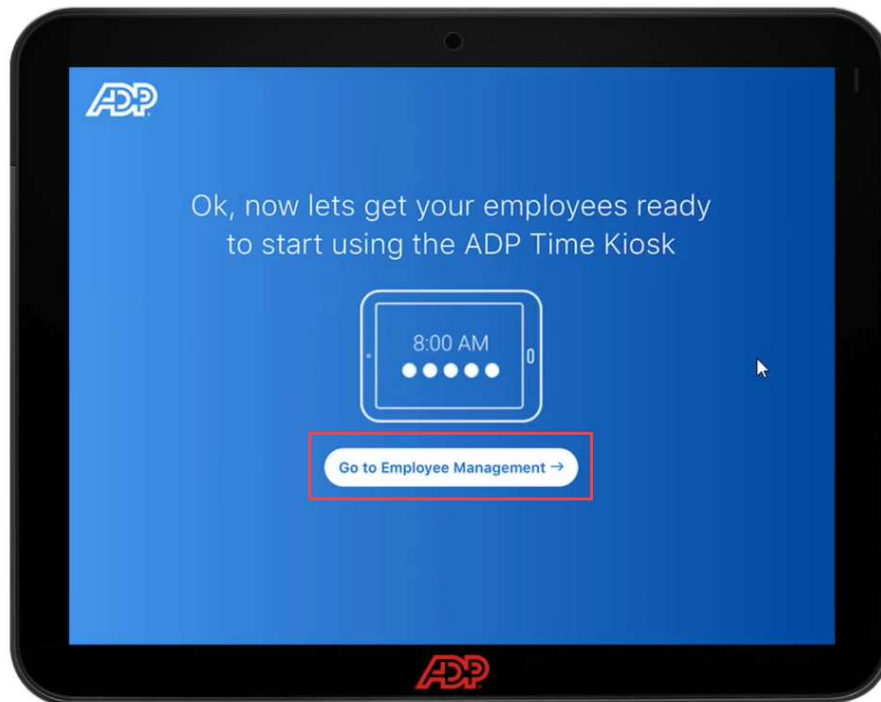 ADP
Ok, now lets get your employees ready
to start using the ADP Time Kiosk
8:00 AM
Go to Employee Management →
ADP